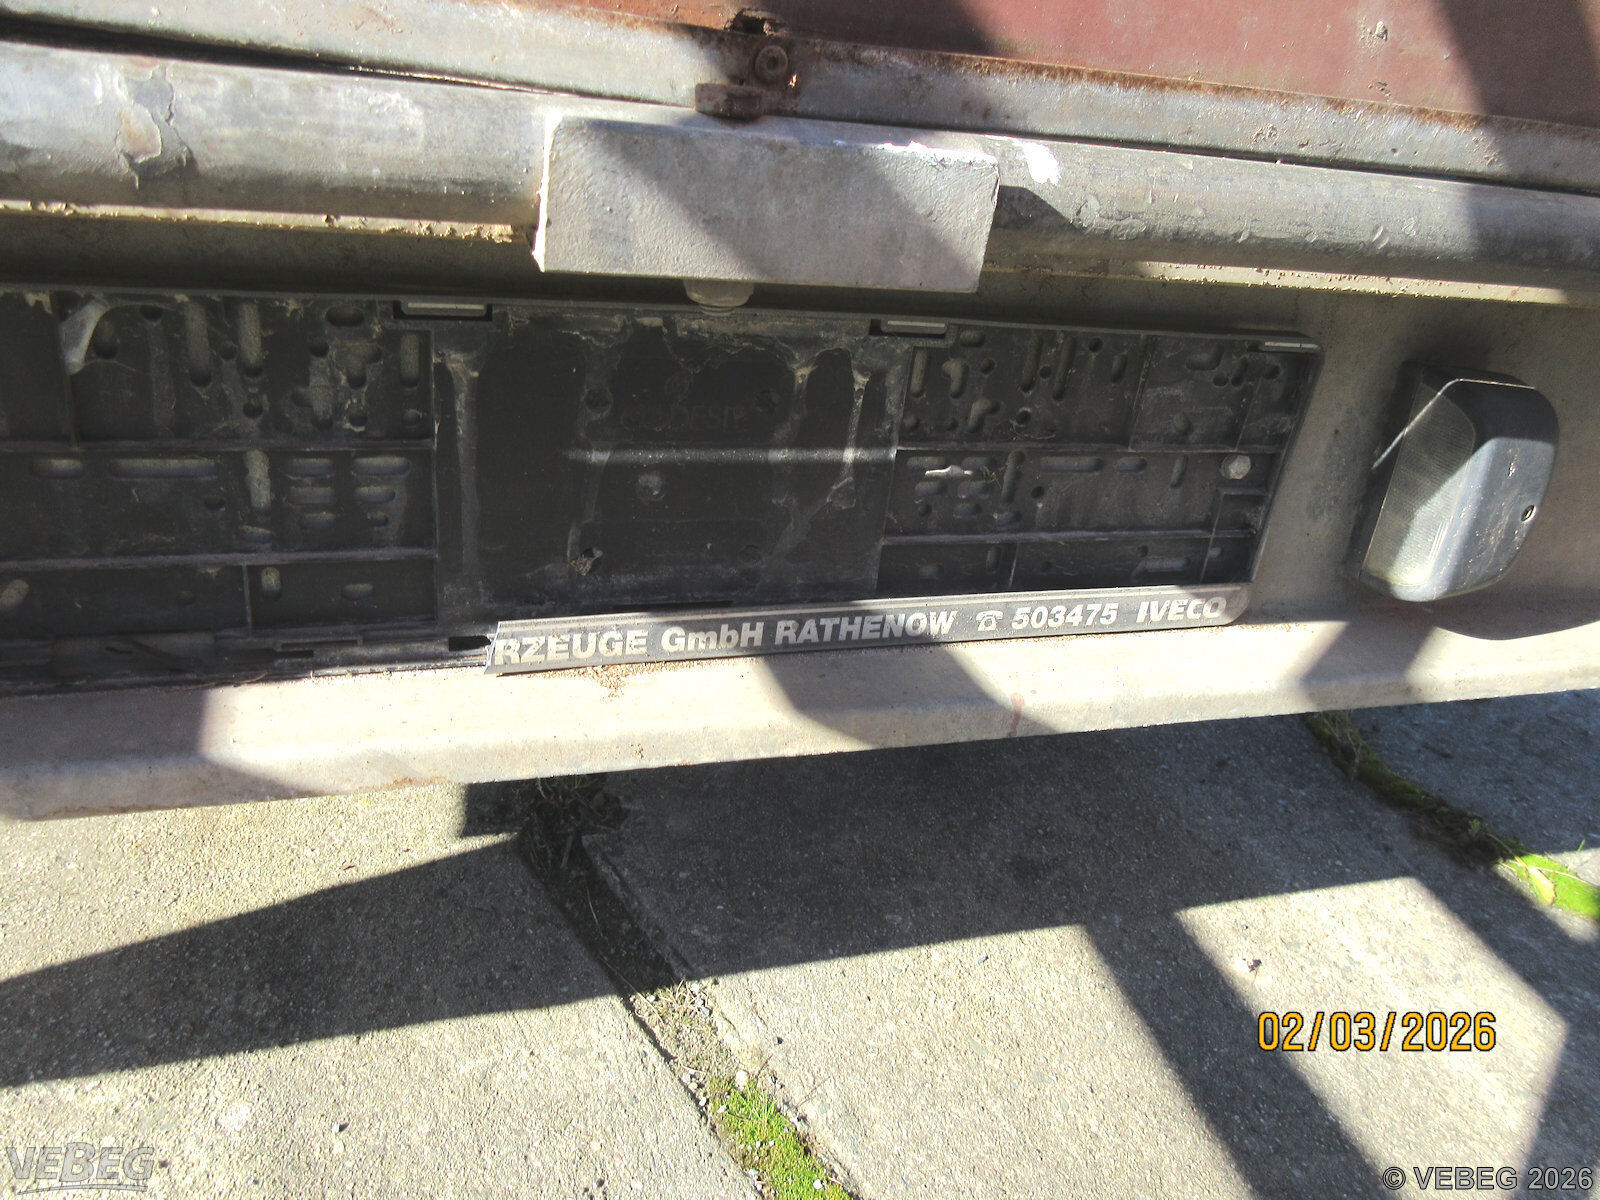 RZEUGE GmbH RATHENOW ☎ 503475 IVECO
02/03/2026
VEBEG
© VEBEG 2026